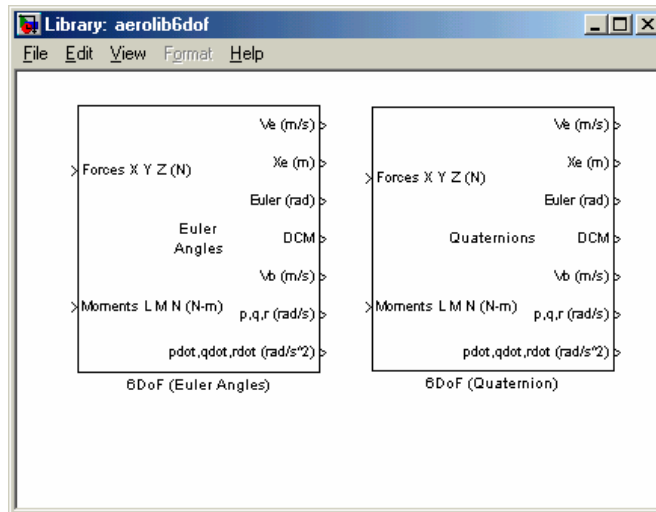 Library: aerolib6dof
File Edit View Format Help
Ve (m/s)
Xe (m)
Forces X Y Z (N)
Euler (rad)
Euler
Angles
DCM
Vb (m/s)
Moments L M N (N-m)
p,q,r (rad/s)
pdot,qdot,rdot (rad/s^2)
6DoF (Euler Angles)
Ve (m/s)
Xe (m)
Forces X Y Z (N)
Euler (rad)
Quaternions
DCM
Vb (m/s)
Moments L M N (N-m)
p,q,r (rad/s)
pdot,qdot,rdot (rad/s^2)
6DoF (Quaternion)